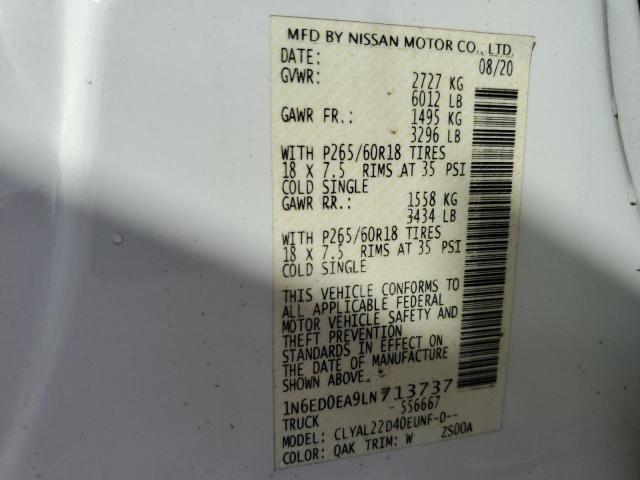 MFD BY NISSAN MOTOR CO., LTD.
DATE: 08/20
GVWR: 2727 KG
6012 LB
GAWR FR.: 1495 KG
3296 LB
WITH P265/60R18 TIRES
18 X 7.5 RIMS AT 35 PSI
COLD SINGLE
GAWR RR.: 1558 KG
3434 LB
WITH P265/60R18 TIRES
18 X 7.5 RIMS AT 35 PSI
COLD SINGLE
THIS VEHICLE CONFORMS TO
ALL APPLICABLE FEDERAL
MOTOR VEHICLE SAFETY AND
THEFT PREVENTION
STANDARDS IN EFFECT ON
THE DATE OF MANUFACTURE
SHOWN ABOVE.
1N6ED0EA9LN713737
TRUCK 556667
MODEL: CLYAL22D40EUNF-D--
COLOR: QAK TRIM: W ZS00A